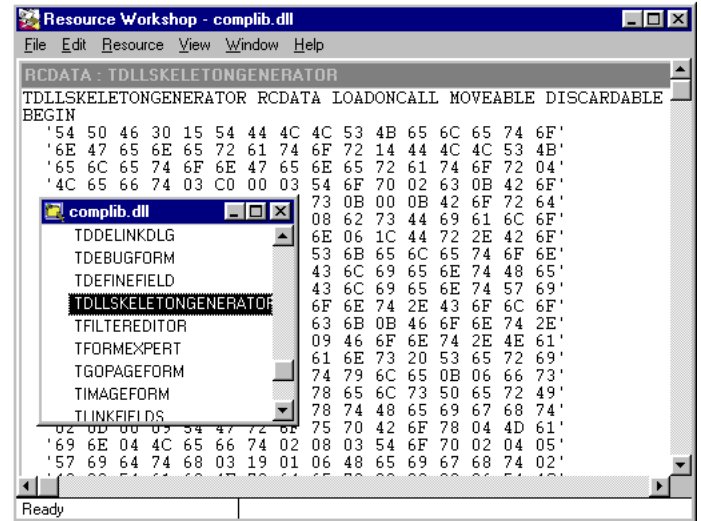 Resource Workshop - complib.dll
File Edit Resource View Window Help
RCDATA : TDLLSKELETONGENERATOR
TDLLSKELETONGENERATOR RCDATA LOADONCALL MOVEABLE DISCARDABLE
BEGIN
'54 50 46 30 15 54 44 4C 4C 53 4B 65 6C 65 74 6F'
'6E 47 65 6E 65 72 61 74 6F 72 14 44 4C 4C 53 4B'
'65 6C 65 74 6F 6E 47 65 6E 65 72 61 74 6F 72 04'
'4C 65 66 74 03 C0 00 03 54 6F 70 02 63 0B 42 6F'
73 0B 00 0B 42 6F 72 64'
08 62 73 44 69 61 6C 6F'
6E 06 1C 44 72 2E 42 6F'
53 6B 65 6C 65 74 6F 6E'
43 6C 69 65 6E 74 48 65'
43 6C 69 65 6E 74 57 69'
6F 6E 74 2E 43 6F 6C 6F'
63 6B 0B 46 6F 6E 74 2E'
09 46 6F 6E 74 2E 4E 61'
61 6E 73 20 53 65 72 69'
74 79 6C 65 0B 06 66 73'
78 65 6C 73 50 65 72 49'
78 74 48 65 69 67 68 74'
02 0D 00 09 54 47 72 6F 75 70 42 6F 78 04 4D 61'
'69 6E 04 4C 65 66 74 02 08 03 54 6F 70 02 04 05'
'57 69 64 74 68 03 19 01 06 48 65 69 67 68 74 02'
complib.dll
TDDELINKDLG
TDEBUGFORM
TDEFINEFIELD
TDLLSKELETONGENERATOR
TFILTEREDITOR
TFORMEXPERT
TGOPAGEFORM
TIMAGEFORM
TLINKFIELDS
Ready